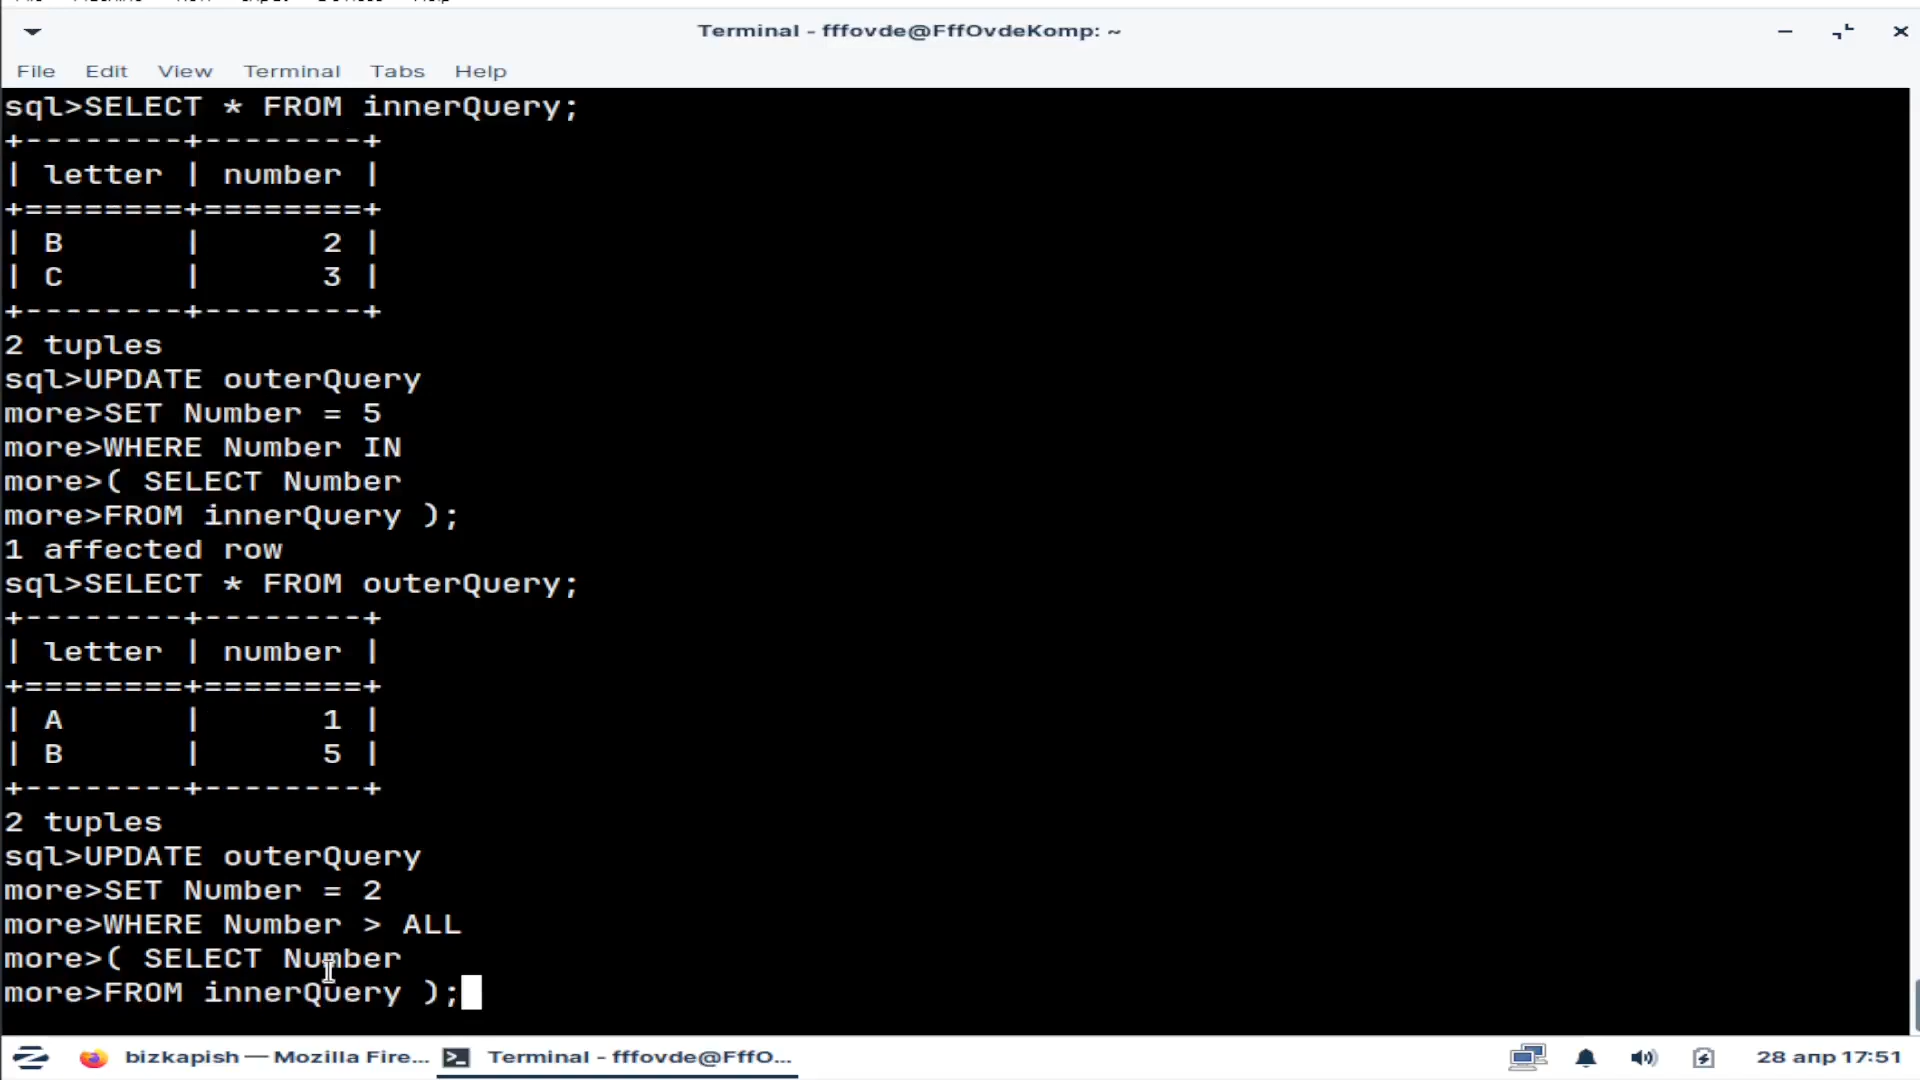 Terminal - fffovde@FffOvdeKomp: ~
File Edit View Terminal Tabs Help
sql>SELECT * FROM innerQuery;
+--------+--------+
| letter | number |
+========+========+
| B      |      2 |
| C      |      3 |
+--------+--------+
2 tuples
sql>UPDATE outerQuery
more>SET Number = 5
more>WHERE Number IN
more>( SELECT Number
more>FROM innerQuery );
1 affected row
sql>SELECT * FROM outerQuery;
+--------+--------+
| letter | number |
+========+========+
| A      |      1 |
| B      |      5 |
+--------+--------+
2 tuples
sql>UPDATE outerQuery
more>SET Number = 2
more>WHERE Number > ALL
more>( SELECT Number
more>FROM innerQuery );
bizkapish — Mozilla Fire... Terminal - fffovde@FffO... 28 апр 17:51